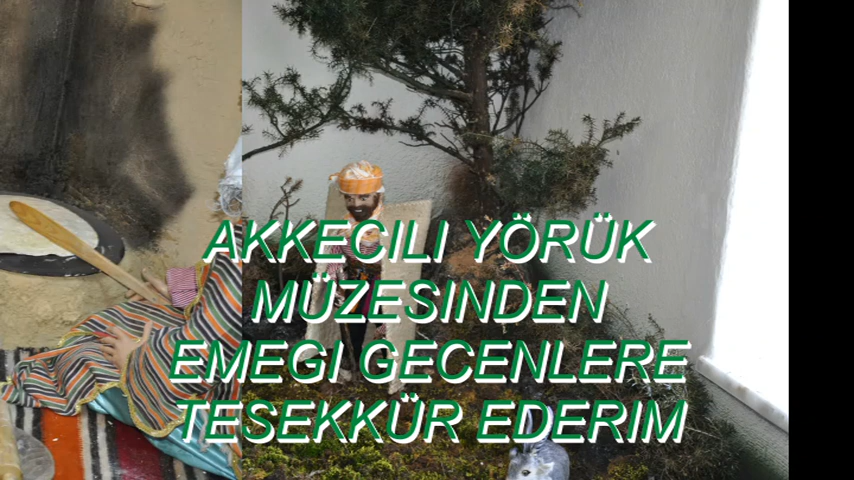 AKKECILI YÖRÜK
MÜZESINDEN
EMEGI GECENLERE
TESEKKÜR EDERIM